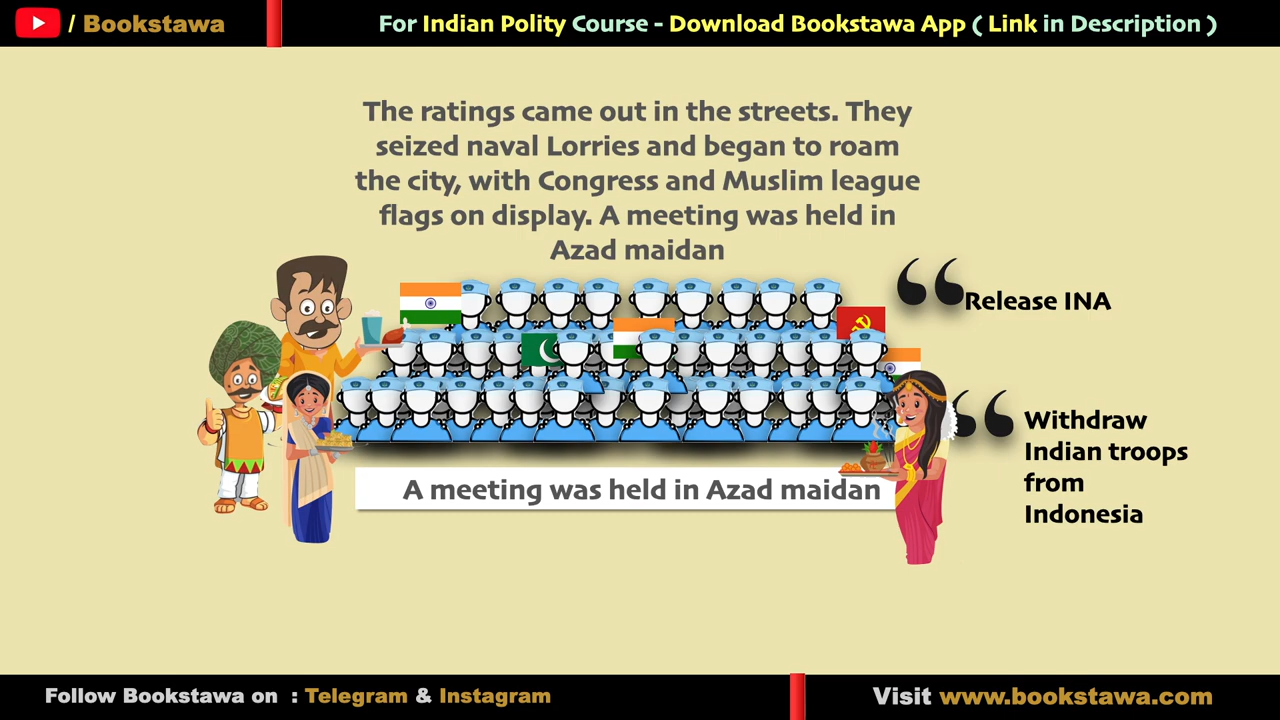 / Bookstawa
For Indian Polity Course - Download Bookstawa App ( Link in Description )
The ratings came out in the streets. They
seized naval Lorries and began to roam
the city, with Congress and Muslim league
flags on display. A meeting was held in
Azad maidan
“Release INA
“Withdraw
Indian troops
from
Indonesia
A meeting was held in Azad maidan
Follow Bookstawa on : Telegram & Instagram
Visit www.bookstawa.com